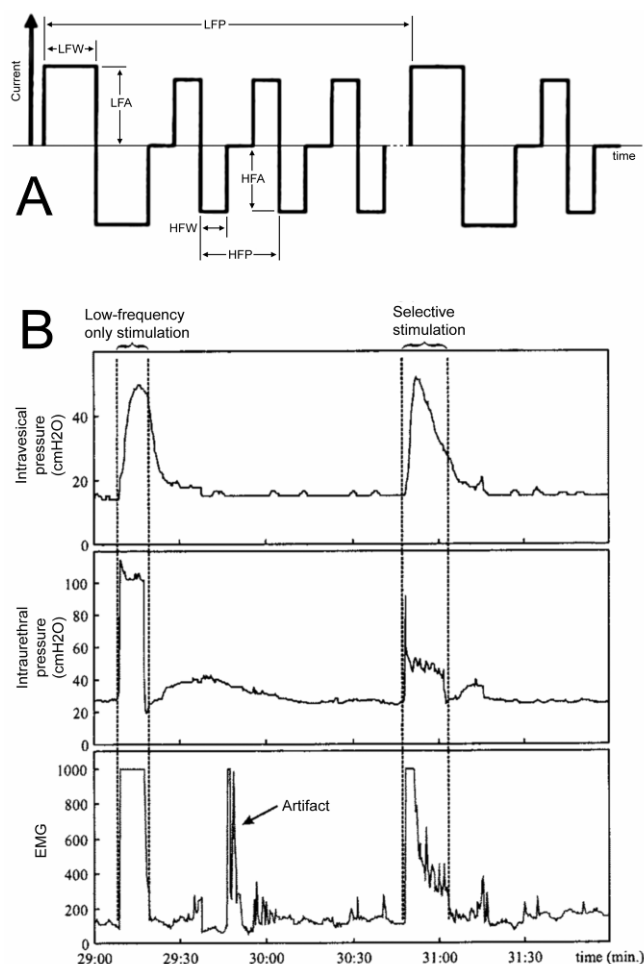 LFP
LFW
Current
LFA
time
HFA
A
HFW
HFP
B
Low-frequency
only stimulation
Selective
stimulation
Intravesical
pressure
(cmH2O)
40
20
0
Intraurethral
pressure
(cmH2O)
100
80
60
40
20
0
EMG
1000
800
600
400
200
0
Artifact
29:00
29:30
30:00
30:30
31:00
31:30
time (min.)